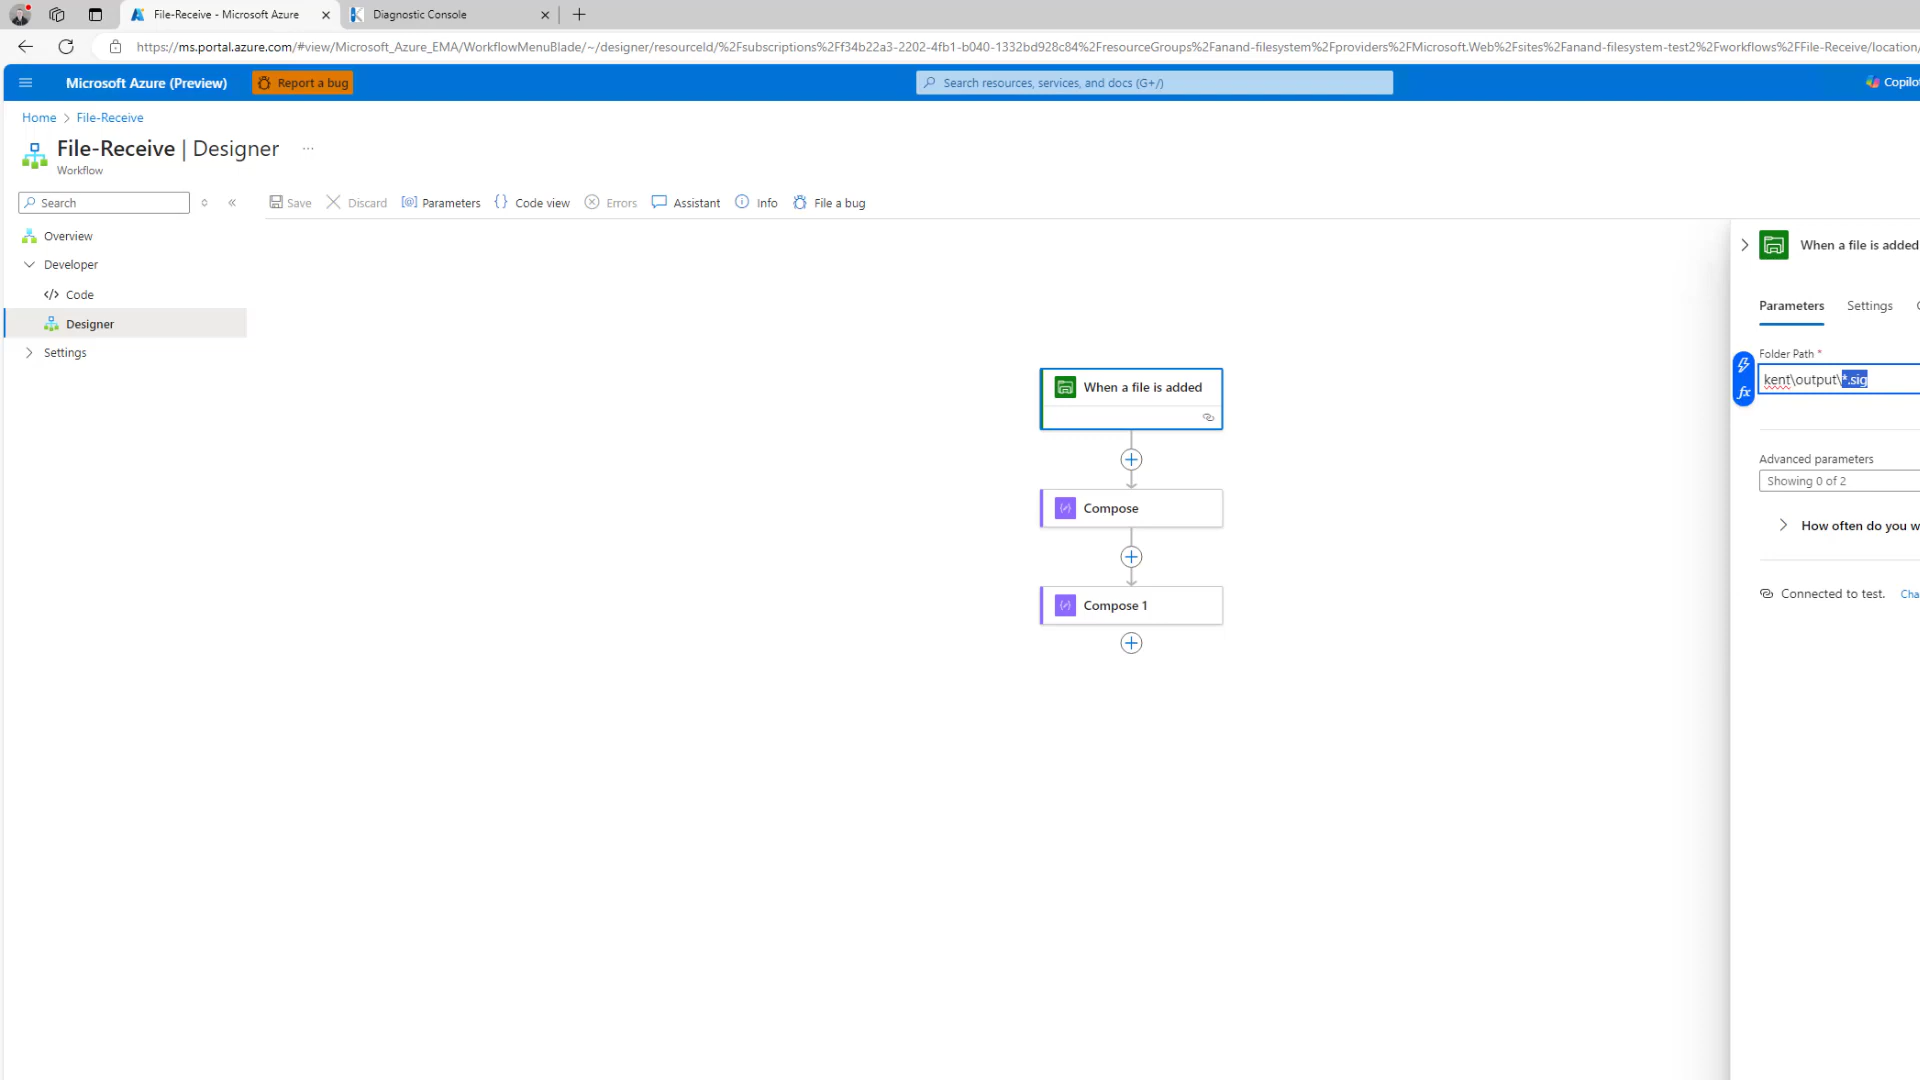 File-Receive - Microsoft Azure
Diagnostic Console
https://ms.portal.azure.com/#view/Microsoft_Azure_EMA/WorkflowMenuBlade/~/designer/resourceId/%2Fsubscriptions%2Ff34b22a3-2202-4fb1-b040-1332bd928c84%2FresourceGroups%2Fanand-filesystem%2Fproviders%2FMicrosoft.Web%2Fsites%2Fanand-filesystem-test2%2Fworkflows%2FFile-Receive/location/
Microsoft Azure (Preview)
Report a bug
Search resources, services, and docs (G+/)
Copilot
Home > File-Receive
File-Receive | Designer ...
Workflow
Search
Save
Discard
Parameters
Code view
Errors
Assistant
Info
File a bug
Overview
Developer
Code
Designer
Settings
When a file is added
Compose
Compose 1
When a file is added
Parameters
Settings
Folder Path *
kent\output\*.sig
fx
Advanced parameters
Showing 0 of 2
How often do you w
Connected to test.
Cha